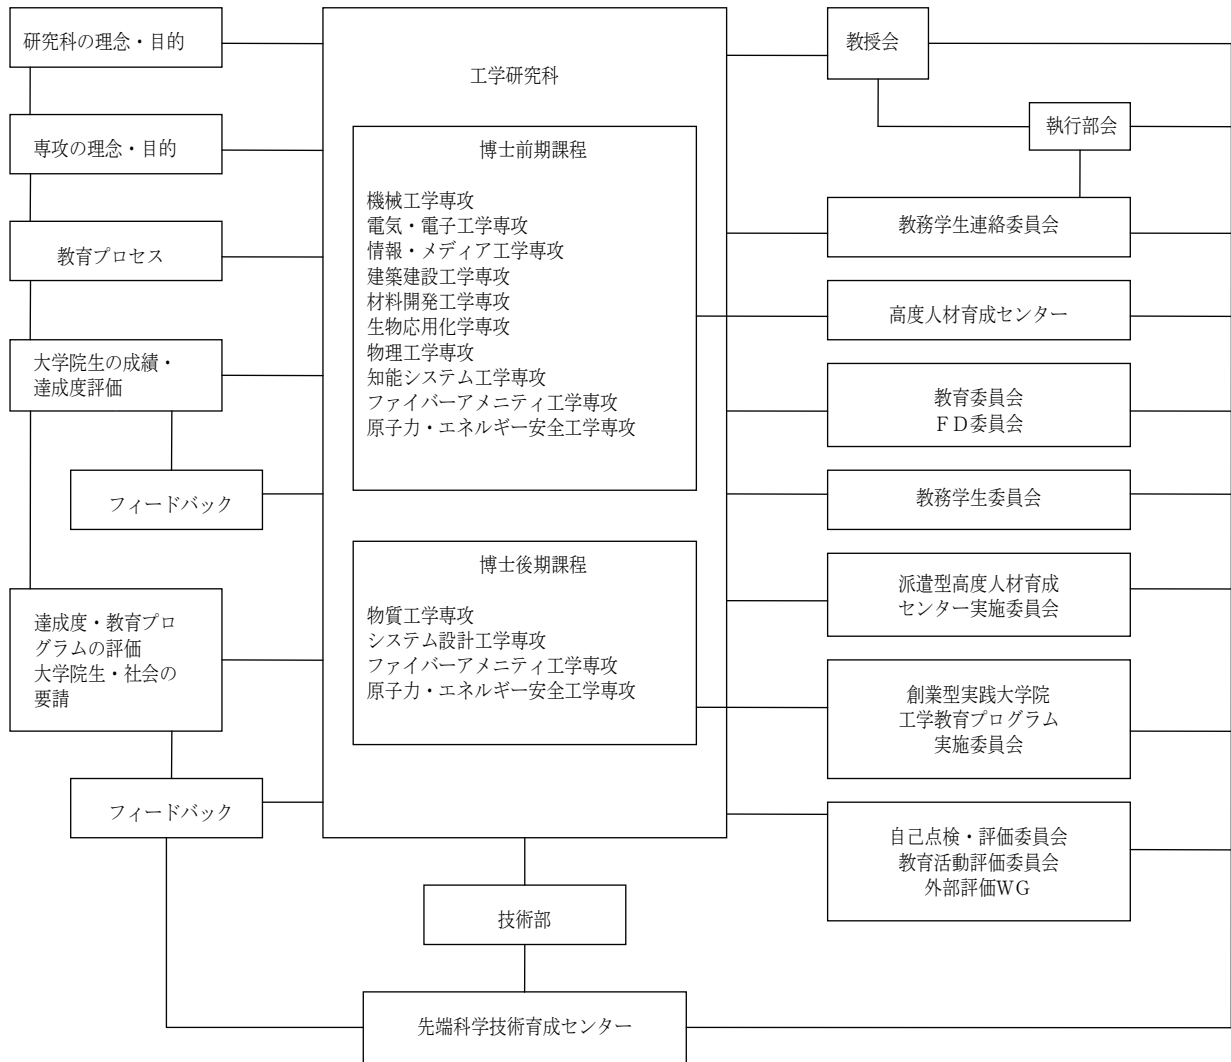 研究科の理念・目的
専攻の理念・目的
教育プロセス
大学院生の成績・
達成度評価
フィードバック
達成度・教育プロ
グラムの評価
大学院生・社会の
要請
フィードバック
工学研究科
博士前期課程
機械工学専攻
電気・電子工学専攻
情報・メディア工学専攻
建築建設工学専攻
材料開発工学専攻
生物応用化学専攻
物理工学専攻
知能システム工学専攻
ファイバーアメニティ工学専攻
原子力・エネルギー安全工学専攻
博士後期課程
物質工学専攻
システム設計工学専攻
ファイバーアメニティ工学専攻
原子力・エネルギー安全工学専攻
技術部
先端科学技術育成センター
教授会
執行部会
教務学生連絡委員会
高度人材育成センター
教育委員会
ＦＤ委員会
教務学生委員会
派遣型高度人材育成
センター実施委員会
創業型実践大学院
工学教育プログラム
実施委員会
自己点検・評価委員会
教育活動評価委員会
外部評価ＷＧ